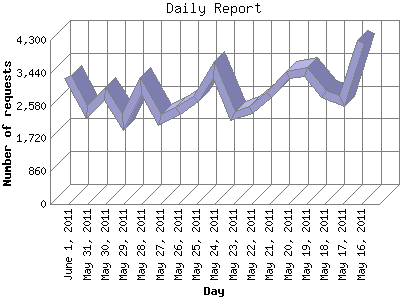 Daily Report
Number of requests
4,300
3,440
2,580
1,720
860
0
June 1, 2011
May 31, 2011
May 30, 2011
May 29, 2011
May 28, 2011
May 27, 2011
May 26, 2011
May 25, 2011
May 24, 2011
May 23, 2011
May 22, 2011
May 21, 2011
May 20, 2011
May 19, 2011
May 18, 2011
May 17, 2011
May 16, 2011
Day